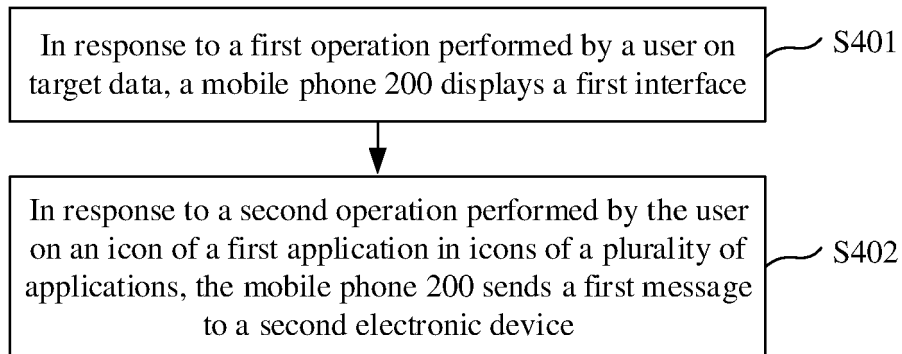 In response to a first operation performed by a user on
target data, a mobile phone 200 displays a first interface
S401
In response to a second operation performed by the user
on an icon of a first application in icons of a plurality of
applications, the mobile phone 200 sends a first message
to a second electronic device
S402